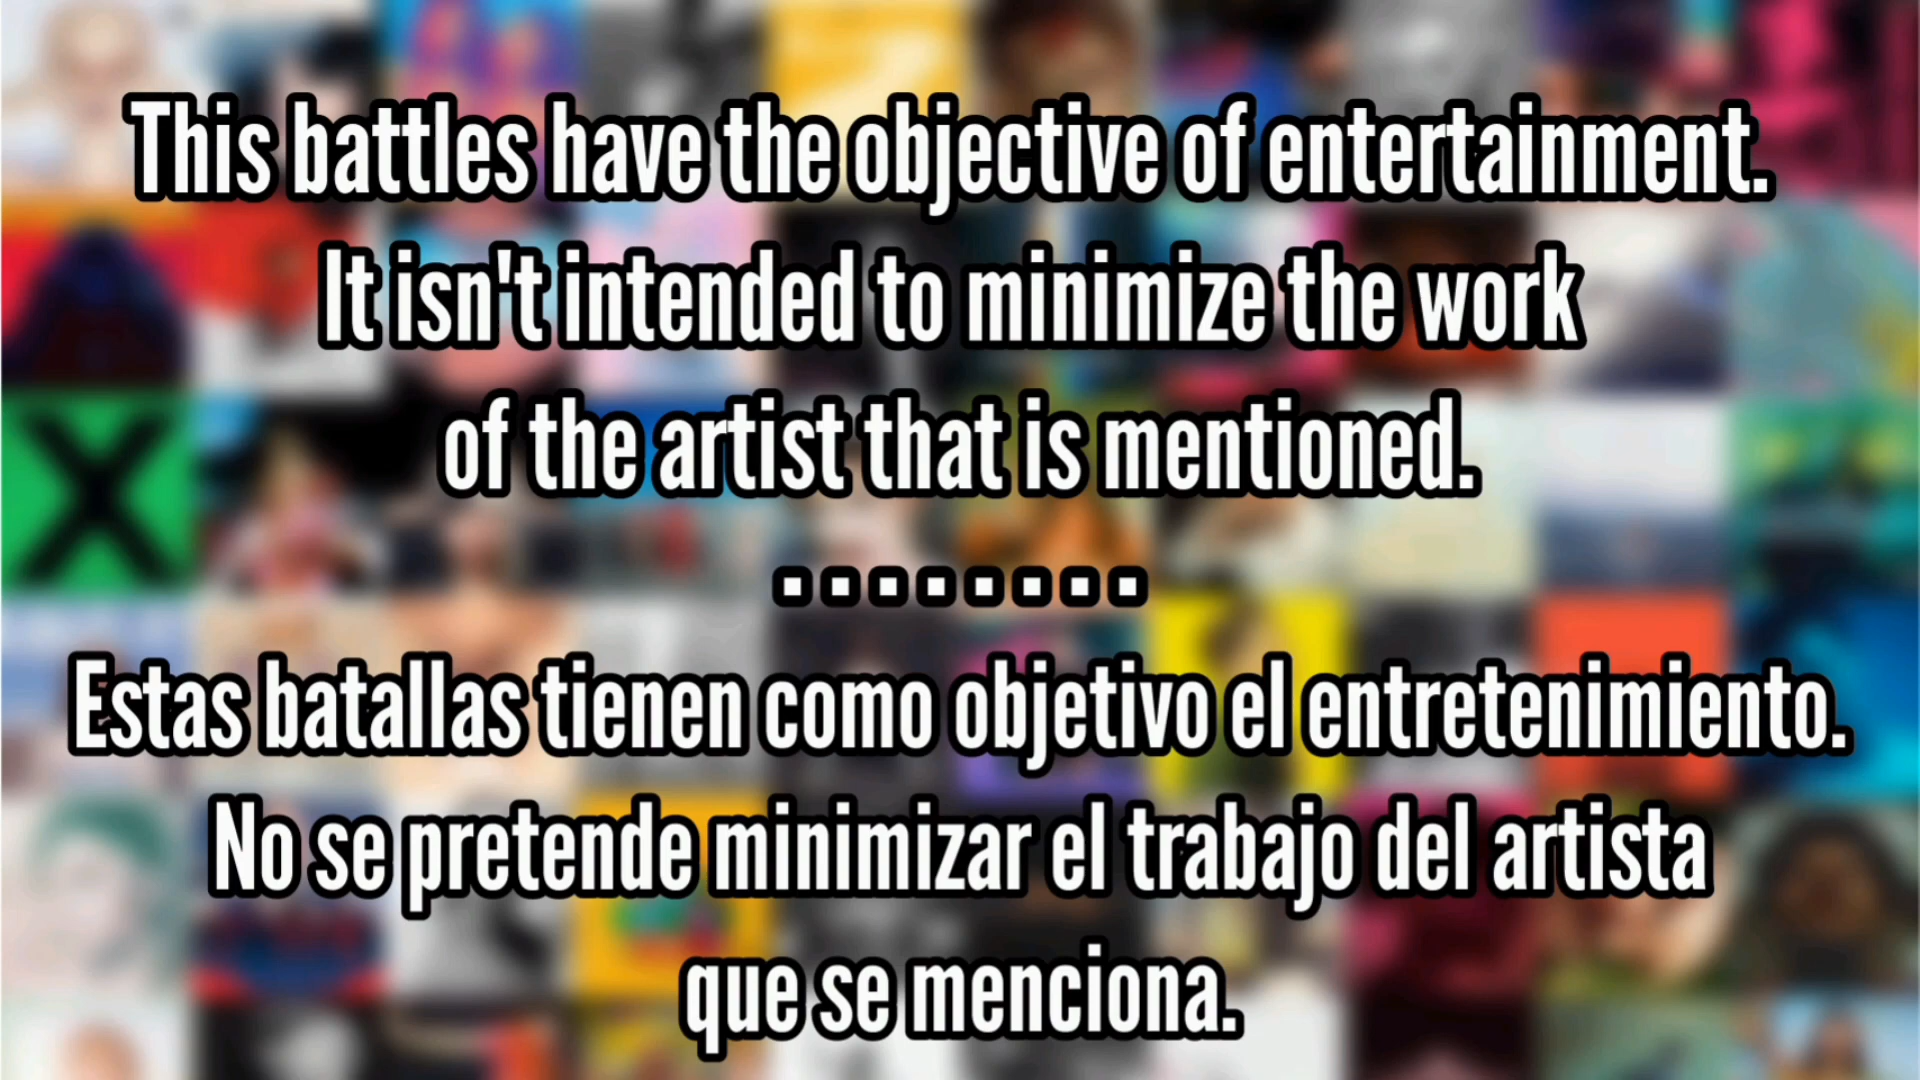 This battles have the objective of entertainment.
It isn't intended to minimize the work
of the artist that is mentioned.
........
Estas batallas tienen como objetivo el entretenimiento.
No se pretende minimizar el trabajo del artista
que se menciona.